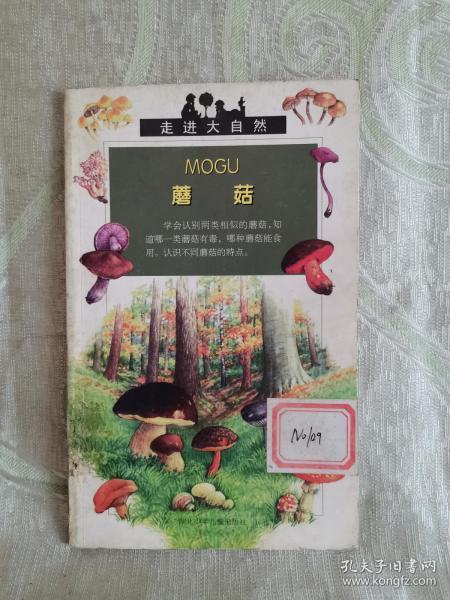 走进大自然
MOGU
蘑菇
学会认别两类相似的蘑菇,知
道哪一类蘑菇有毒,哪种蘑菇能食
用。认识不同蘑菇的特点。
No/09
孔夫子旧书网
www.kongfz.com